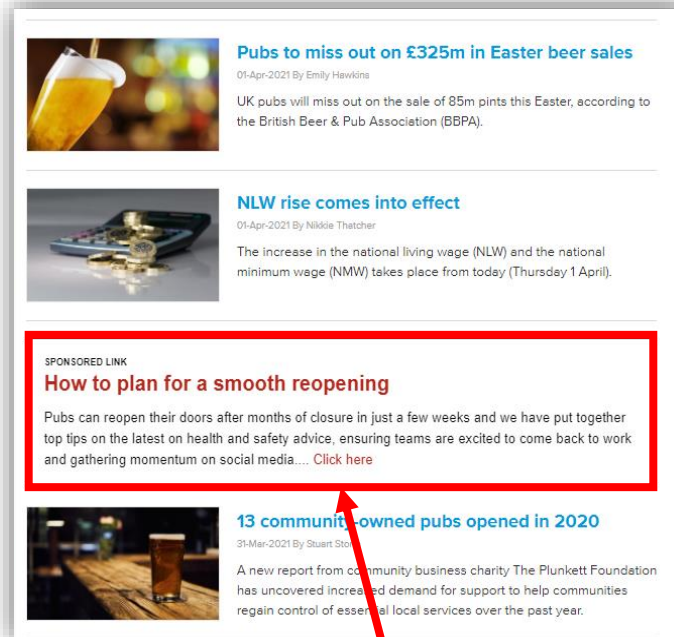 Pubs to miss out on £325m in Easter beer sales
01-Apr-2021 By Emily Hawkins
UK pubs will miss out on the sale of 85m pints this Easter, according to
the British Beer & Pub Association (BBPA).
NLW rise comes into effect
01-Apr-2021 By Nikkie Thatcher
The increase in the national living wage (NLW) and the national
minimum wage (NMW) takes place from today (Thursday 1 April).
SPONSORED LINK
How to plan for a smooth reopening
Pubs can reopen their doors after months of closure in just a few weeks and we have put together
top tips on the latest on health and safety advice, ensuring teams are excited to come back to work
and gathering momentum on social media.... Click here
13 community-owned pubs opened in 2020
31-Mar-2021 By Stuart
A new report from community business charity The Plunkett Foundation
has uncovered increased demand for support to help communities
regain control of essential local services over the past year.